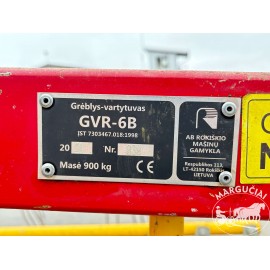 Grėblys-vartytuvas
GVR-6B
ĮST 7303467.018:1998
20 Nr.
Masė 900 kg CE
AB ROKIŠKIO
MAŠINŲ
GAMYKLA
Respublikos 113,
LT-42150 Rokiškis
LIETUVA
MARGUČIAI